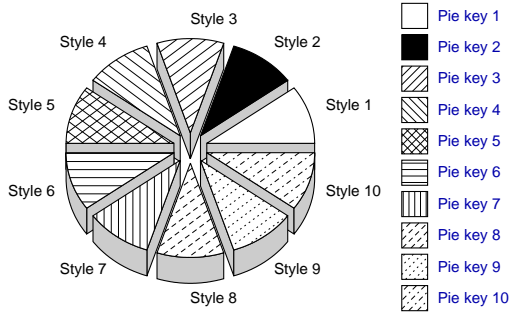 Style 3
Style 4
Style 2
Style 5
Style 1
Style 6
Style 10
Style 7
Style 9
Style 8
Pie key 1
Pie key 2
Pie key 3
Pie key 4
Pie key 5
Pie key 6
Pie key 7
Pie key 8
Pie key 9
Pie key 10